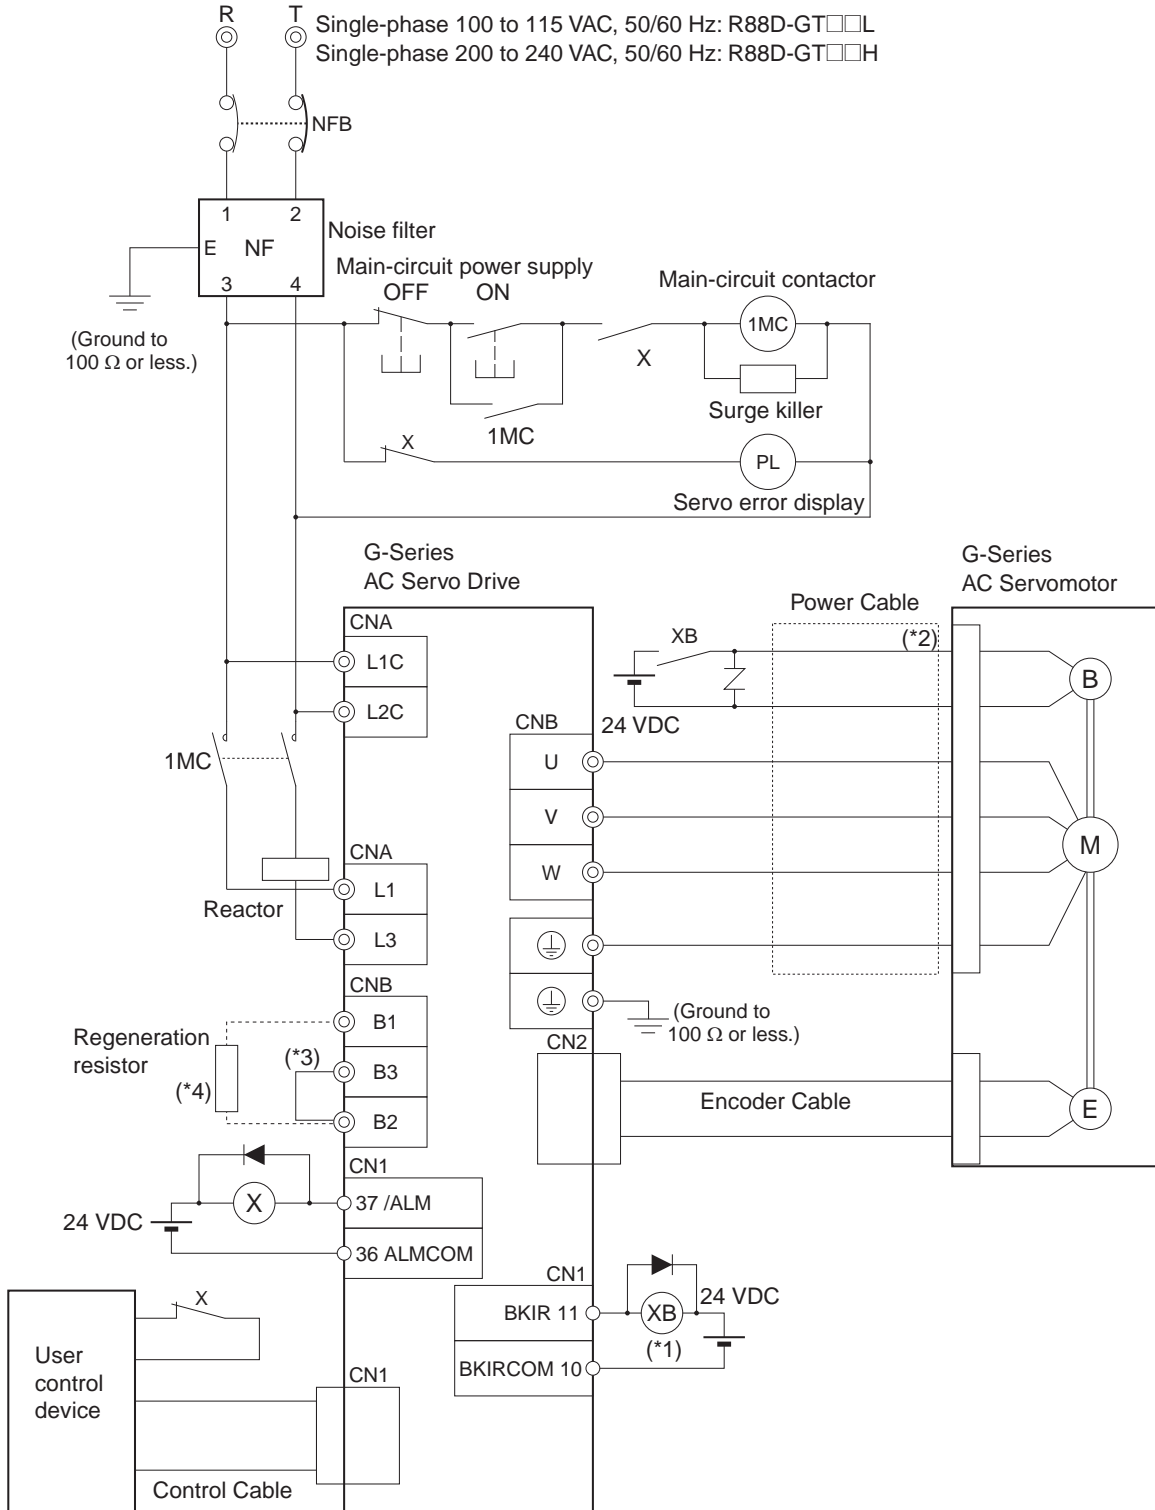 R
T
Single-phase 100 to 115 VAC, 50/60 Hz: R88D-GT□□L
Single-phase 200 to 240 VAC, 50/60 Hz: R88D-GT□□H
NFB
1
2
E
NF
Noise filter
3
4
(Ground to
100 Ω or less.)
Main-circuit power supply
OFF
ON
Main-circuit contactor
1MC
X
Surge killer
1MC
X
PL
Servo error display
G-Series
AC Servo Drive
G-Series
AC Servomotor
CNA
L1C
L2C
1MC
Power Cable
XB
(*2)
24 VDC
B
CNB
U
V
W
M
CNA
L1
L3
Reactor
CNB
B1
B3
B2
Regeneration
resistor
(*3)
(*4)
(Ground to
100 Ω or less.)
CN2
Encoder Cable
E
CN1
X
37 /ALM
24 VDC
36 ALMCOM
CN1
BKIR 11
XB
24 VDC
(*1)
BKIRCOM 10
X
User
control
device
CN1
Control Cable